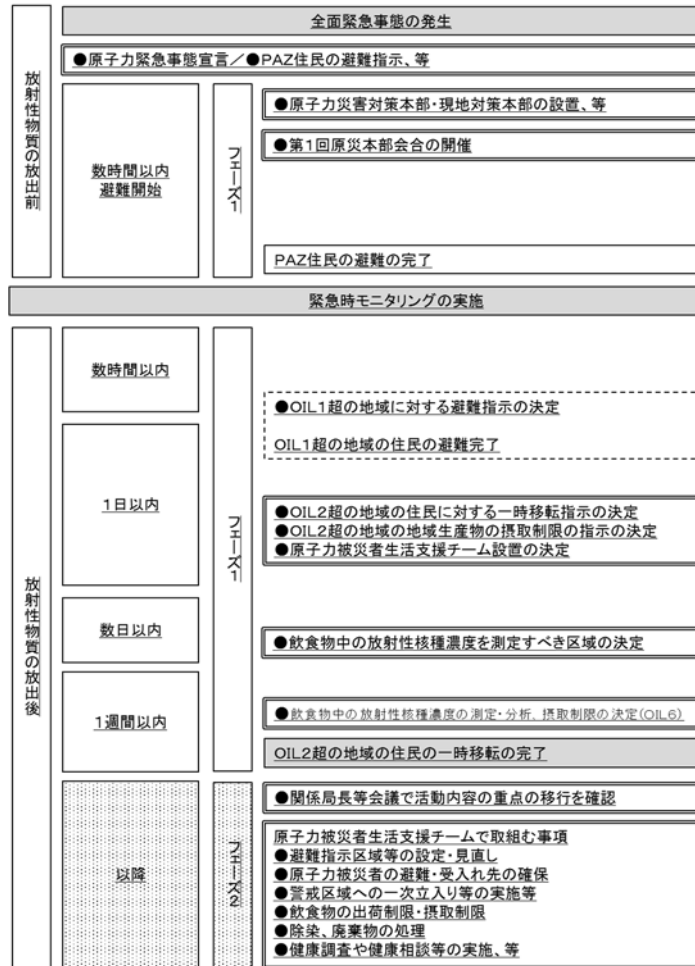 全面緊急事態の発生
●原子力緊急事態宣言/●PAZ住民の避難指示、等
放射性物質の放出前
数時間以内
避難開始
フェーズ1
●原子力災害対策本部・現地対策本部の設置、等
●第1回原災本部会合の開催
PAZ住民の避難の完了
緊急時モニタリングの実施
放射性物質の放出後
数時間以内
1日以内
数日以内
1週間以内
フェーズ1
●OIL1超の地域に対する避難指示の決定
OIL1超の地域の住民の避難完了
●OIL2超の地域の住民に対する一時移転指示の決定
●OIL2超の地域の地域生産物の摂取制限の指示の決定
●原子力被災者生活支援チーム設置の決定
●飲食物中の放射性核種濃度を測定すべき区域の決定
●飲食物中の放射性核種濃度の測定・分析、摂取制限の決定(OIL6)
OIL2超の地域の住民の一時移転の完了
以降
フェーズ2
●関係局長等会議で活動内容の重点の移行を確認
原子力被災者生活支援チームで取組む事項
●避難指示区域等の設定・見直し
●原子力被災者の避難・受入れ先の確保
●警戒区域への一次立入り等の実施等
●飲食物の出荷制限・摂取制限
●除染、廃棄物の処理
●健康調査や健康相談等の実施、等